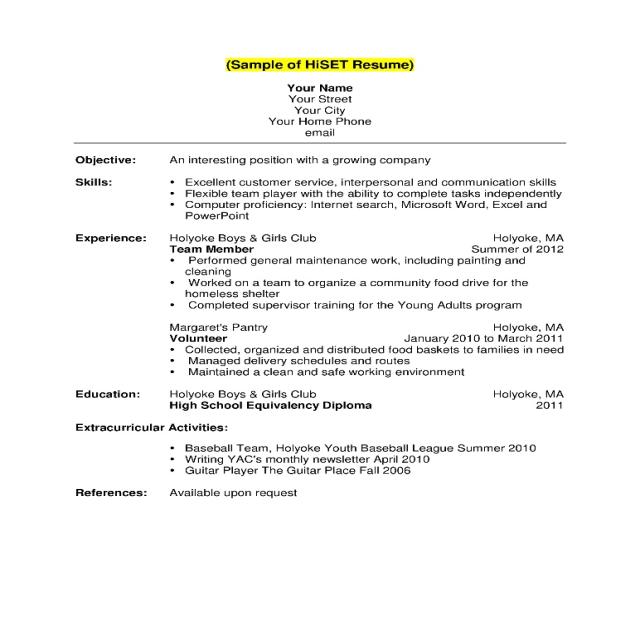 (Sample of HiSET Resume)
Your Name
Your Street
Your City
Your Home Phone
email
Objective: An interesting position with a growing company
Skills: • Excellent customer service, interpersonal and communication skills
• Flexible team player with the ability to complete tasks independently
• Computer proficiency: Internet search, Microsoft Word, Excel and
PowerPoint
Experience: Holyoke Boys & Girls Club Holyoke, MA
Team Member Summer of 2012
• Performed general maintenance work, including painting and
cleaning
• Worked on a team to organize a community food drive for the
homeless shelter
• Completed supervisor training for the Young Adults program
Margaret's Pantry Holyoke, MA
Volunteer January 2010 to March 2011
• Collected, organized and distributed food baskets to families in need
• Managed delivery schedules and routes
• Maintained a clean and safe working environment
Education: Holyoke Boys & Girls Club Holyoke, MA
High School Equivalency Diploma 2011
Extracurricular Activities:
• Baseball Team, Holyoke Youth Baseball League Summer 2010
• Writing YAC's monthly newsletter April 2010
• Guitar Player The Guitar Place Fall 2006
References: Available upon request